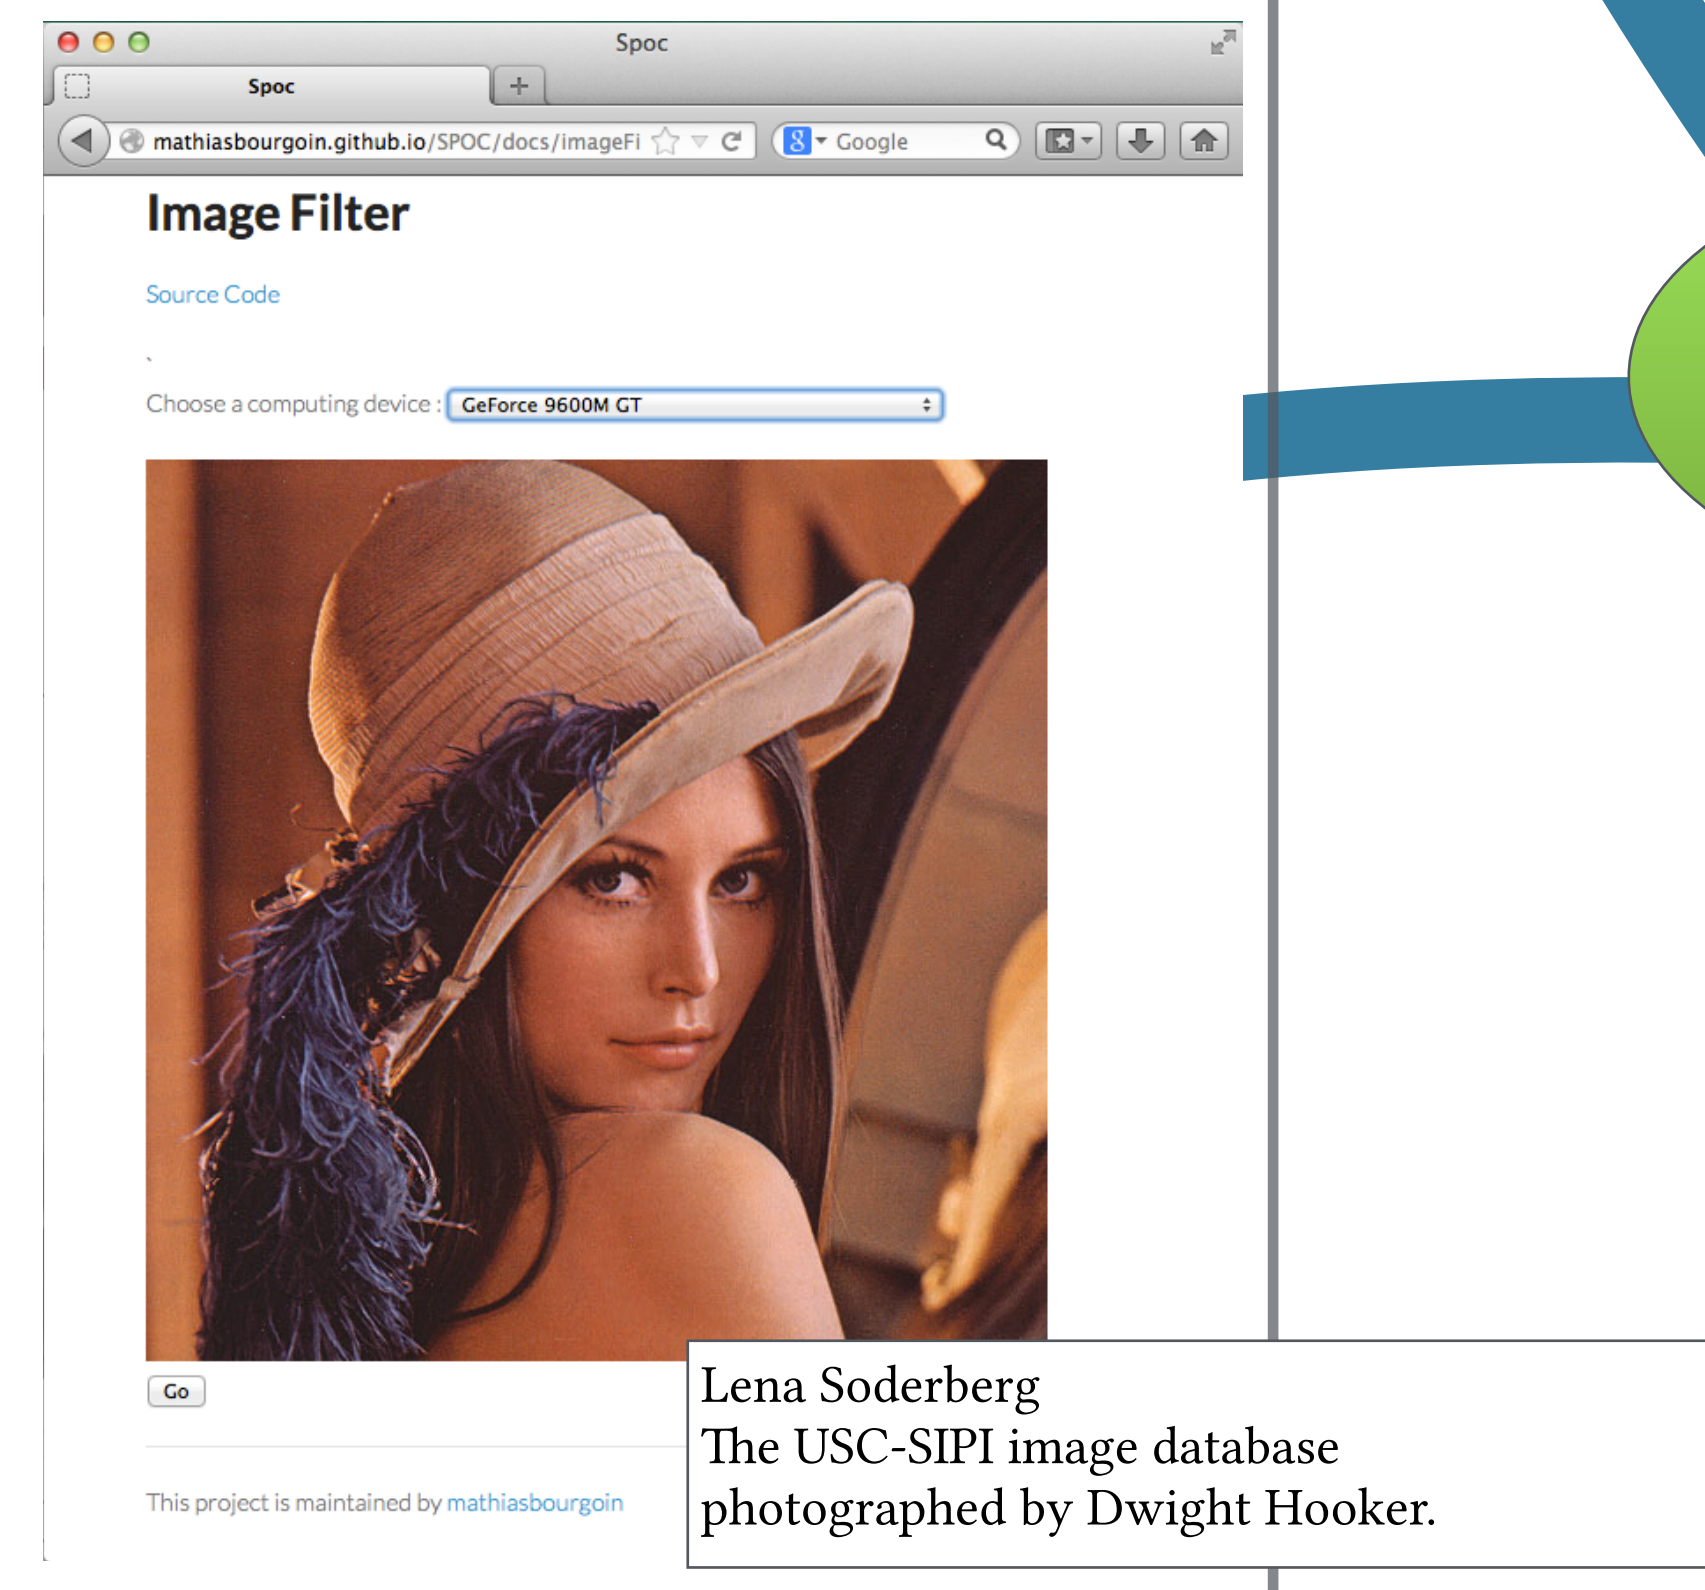 Spoc
Spoc
mathiasbourgoin.github.io/SPOC/docs/imageFi
8 Google
Image Filter
Source Code
`
Choose a computing device : GeForce 9600M GT
Go
Lena Soderberg
The USC-SIPI image database
photographed by Dwight Hooker.
This project is maintained by mathiasbourgoin